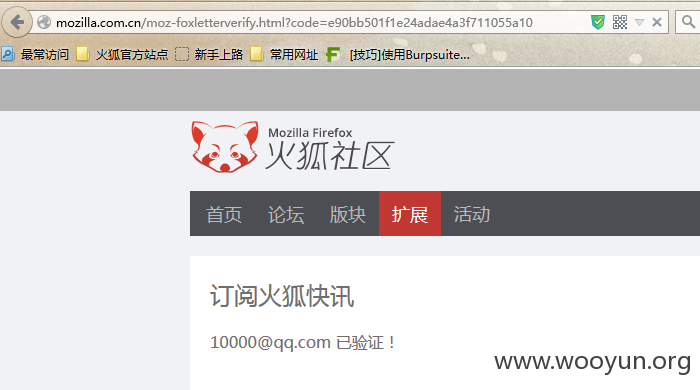 mozilla.com.cn/moz-foxletterverify.html?code=e90bb501f1e24adae4a3f711055a10
最常访问 火狐官方站点 新手上路 常用网址 [技巧]使用Burpsuite...
Mozilla Firefox
火狐社区
首页 论坛 版块 扩展 活动
订阅火狐快讯
10000@qq.com 已验证！
www.wooyun.org